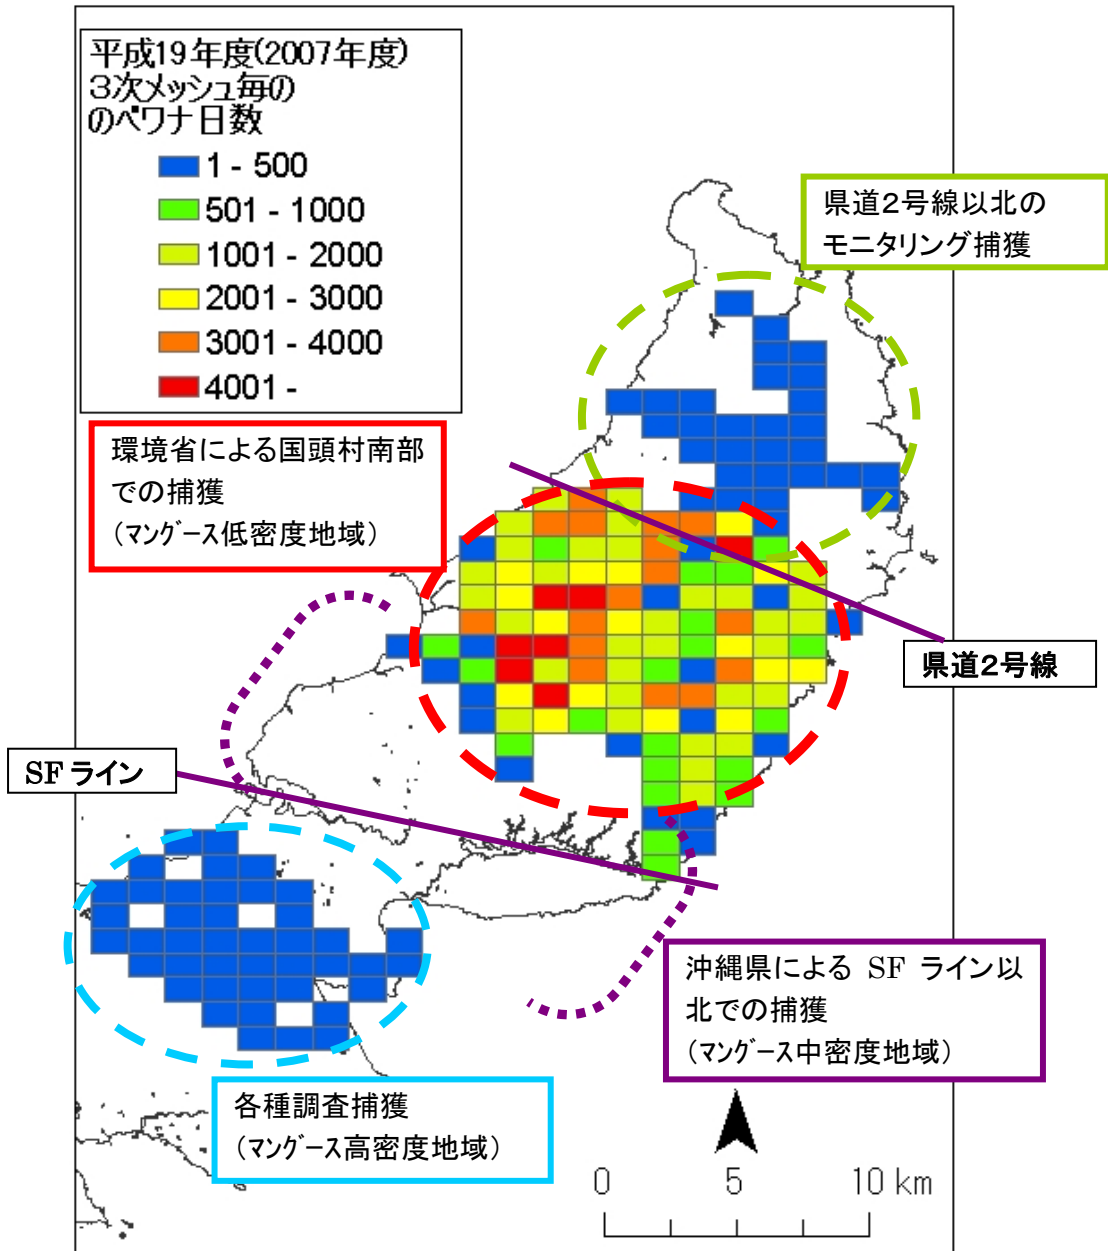 平成19年度(2007年度)
3次メッシュ毎の
のべワナ日数
1 - 500
501 - 1000
1001 - 2000
2001 - 3000
3001 - 4000
4001 -
県道2号線以北の
モニタリング捕獲
環境省による国頭村南部
での捕獲
(マングース低密度地域)
県道2号線
SFライン
沖縄県による SF ライン以
北での捕獲
(マングース中密度地域)
各種調査捕獲
(マングース高密度地域)
0 5 10 km